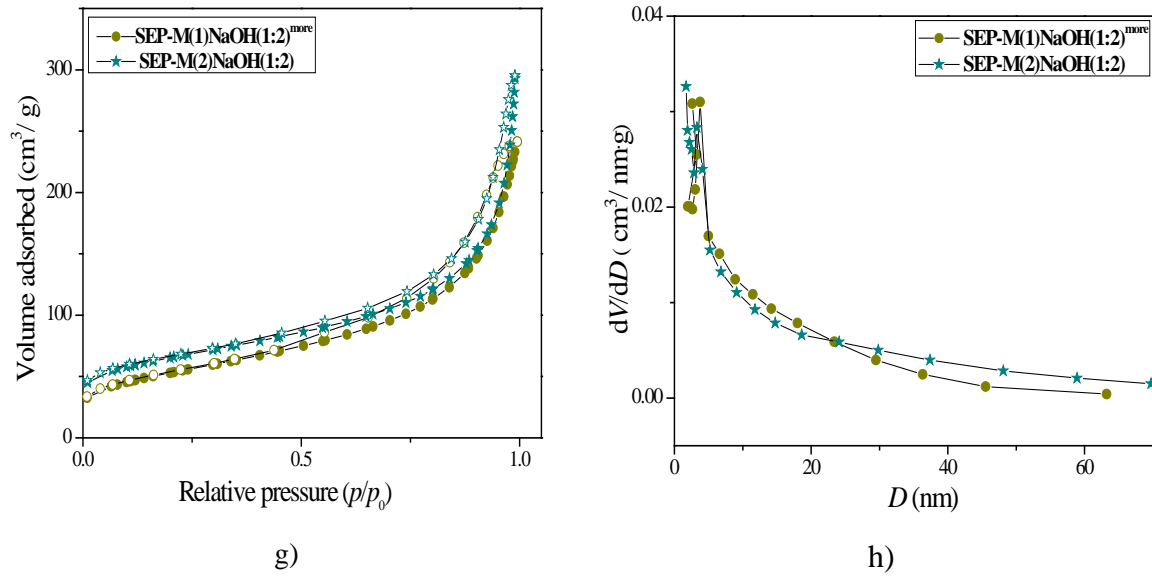 SEP-M(1)NaOH(1:2)more
SEP-M(2)NaOH(1:2)
300
200
100
0
0.0 0.5 1.0
Volume adsorbed (cm3/ g)
Relative pressure (p/p0)
g)
SEP-M(1)NaOH(1:2)more
SEP-M(2)NaOH(1:2)
0.04
0.02
0.00
0 20 40 60
dV/dD ( cm3/ nm·g)
D (nm)
h)